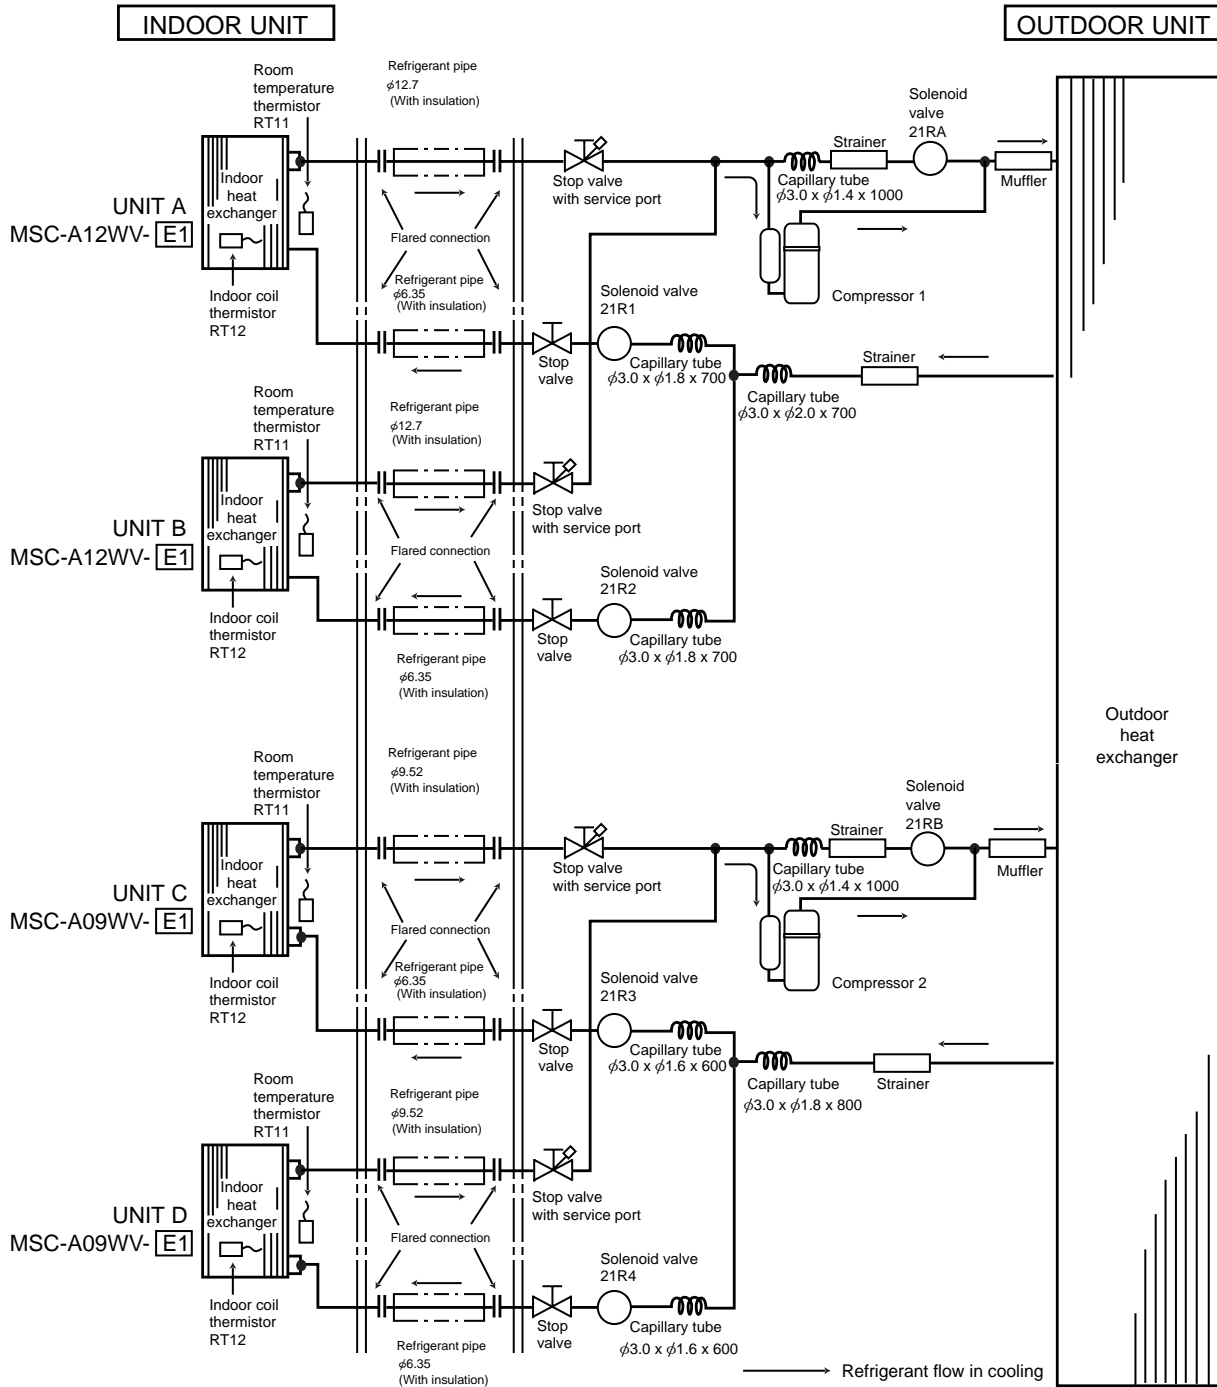 INDOOR UNIT
OUTDOOR UNIT
Room
temperature
thermistor
RT11
Refrigerant pipe
φ12.7
(With insulation)
Indoor
heat
exchanger
UNIT A
MSC-A12WV- E1
Indoor coil
thermistor
RT12
Flared connection
Refrigerant pipe
φ6.35
(With insulation)
Stop valve
with service port
Solenoid
valve
21RA
Strainer
Capillary tube
φ3.0 x φ1.4 x 1000
Muffler
Compressor 1
Solenoid valve
21R1
Stop
valve
Capillary tube
φ3.0 x φ1.8 x 700
Strainer
Capillary tube
φ3.0 x φ2.0 x 700
Room
temperature
thermistor
RT11
Refrigerant pipe
φ12.7
(With insulation)
Indoor
heat
exchanger
UNIT B
MSC-A12WV- E1
Indoor coil
thermistor
RT12
Flared connection
Stop valve
with service port
Solenoid valve
21R2
Stop
valve
Capillary tube
φ3.0 x φ1.8 x 700
Refrigerant pipe
φ6.35
(With insulation)
Outdoor
heat
exchanger
Room
temperature
thermistor
RT11
Refrigerant pipe
φ9.52
(With insulation)
Indoor
heat
exchanger
UNIT C
MSC-A09WV- E1
Indoor coil
thermistor
RT12
Flared connection
Refrigerant pipe
φ6.35
(With insulation)
Stop valve
with service port
Solenoid
valve
21RB
Strainer
Capillary tube
φ3.0 x φ1.4 x 1000
Muffler
Compressor 2
Solenoid valve
21R3
Stop
valve
Capillary tube
φ3.0 x φ1.6 x 600
Capillary tube
φ3.0 x φ1.8 x 800
Strainer
Room
temperature
thermistor
RT11
Refrigerant pipe
φ9.52
(With insulation)
Indoor
heat
exchanger
UNIT D
MSC-A09WV- E1
Indoor coil
thermistor
RT12
Flared connection
Stop valve
with service port
Solenoid valve
21R4
Stop
valve
Capillary tube
φ3.0 x φ1.6 x 600
Refrigerant pipe
φ6.35
(With insulation)
Refrigerant flow in cooling